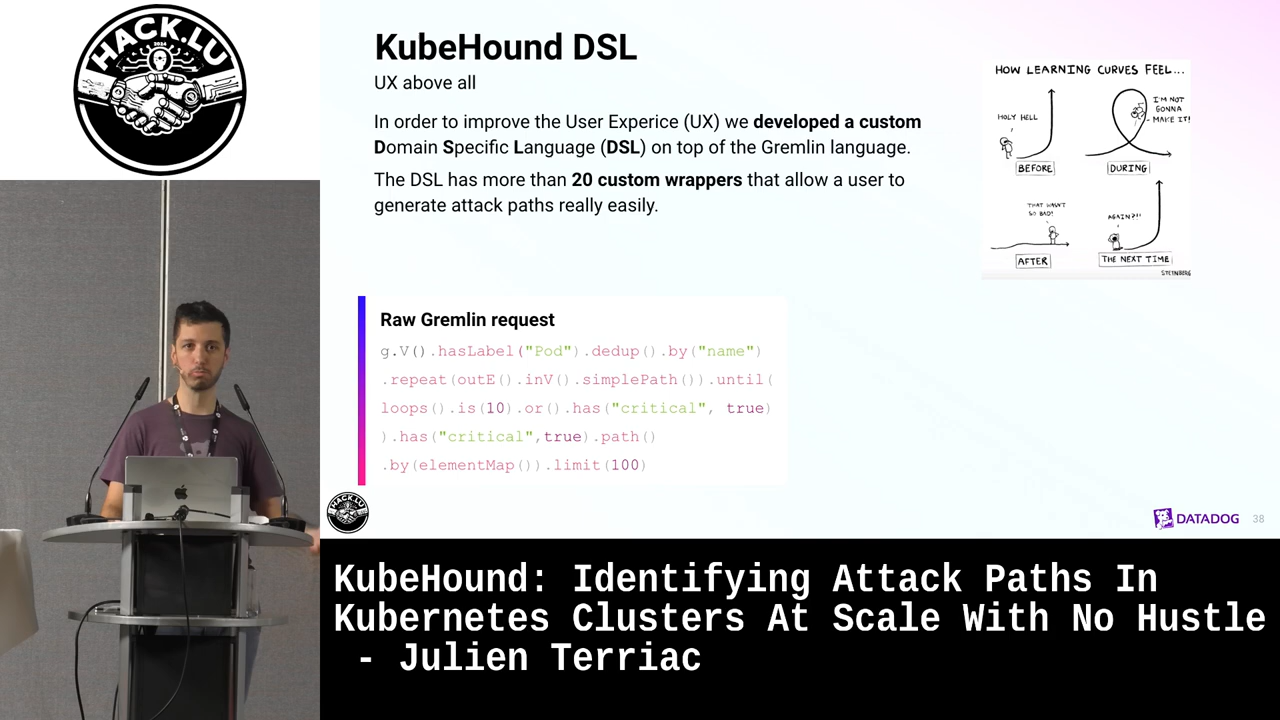 HACK.LU
2024
KubeHound DSL
UX above all
In order to improve the User Experice (UX) we developed a custom
Domain Specific Language (DSL) on top of the Gremlin language.
The DSL has more than 20 custom wrappers that allow a user to
generate attack paths really easily.
HOW LEARNING CURVES FEEL...
HOLY HELL
BEFORE
I'M NOT
GONNA
MAKE IT!
DURING
THAT WASN'T
SO BAD!
AFTER
AGAIN?!!
THE NEXT TIME
STEINBERG
Raw Gremlin request
g.V().hasLabel("Pod").dedup().by("name")
.repeat(outE().inV().simplePath()).until(
loops().is(10).or().has("critical", true)
).has("critical",true).path()
.by(elementMap()).limit(100)
HACK.LU
DATADOG
38
KubeHound: Identifying Attack Paths In
Kubernetes Clusters At Scale With No Hustle
- Julien Terriac